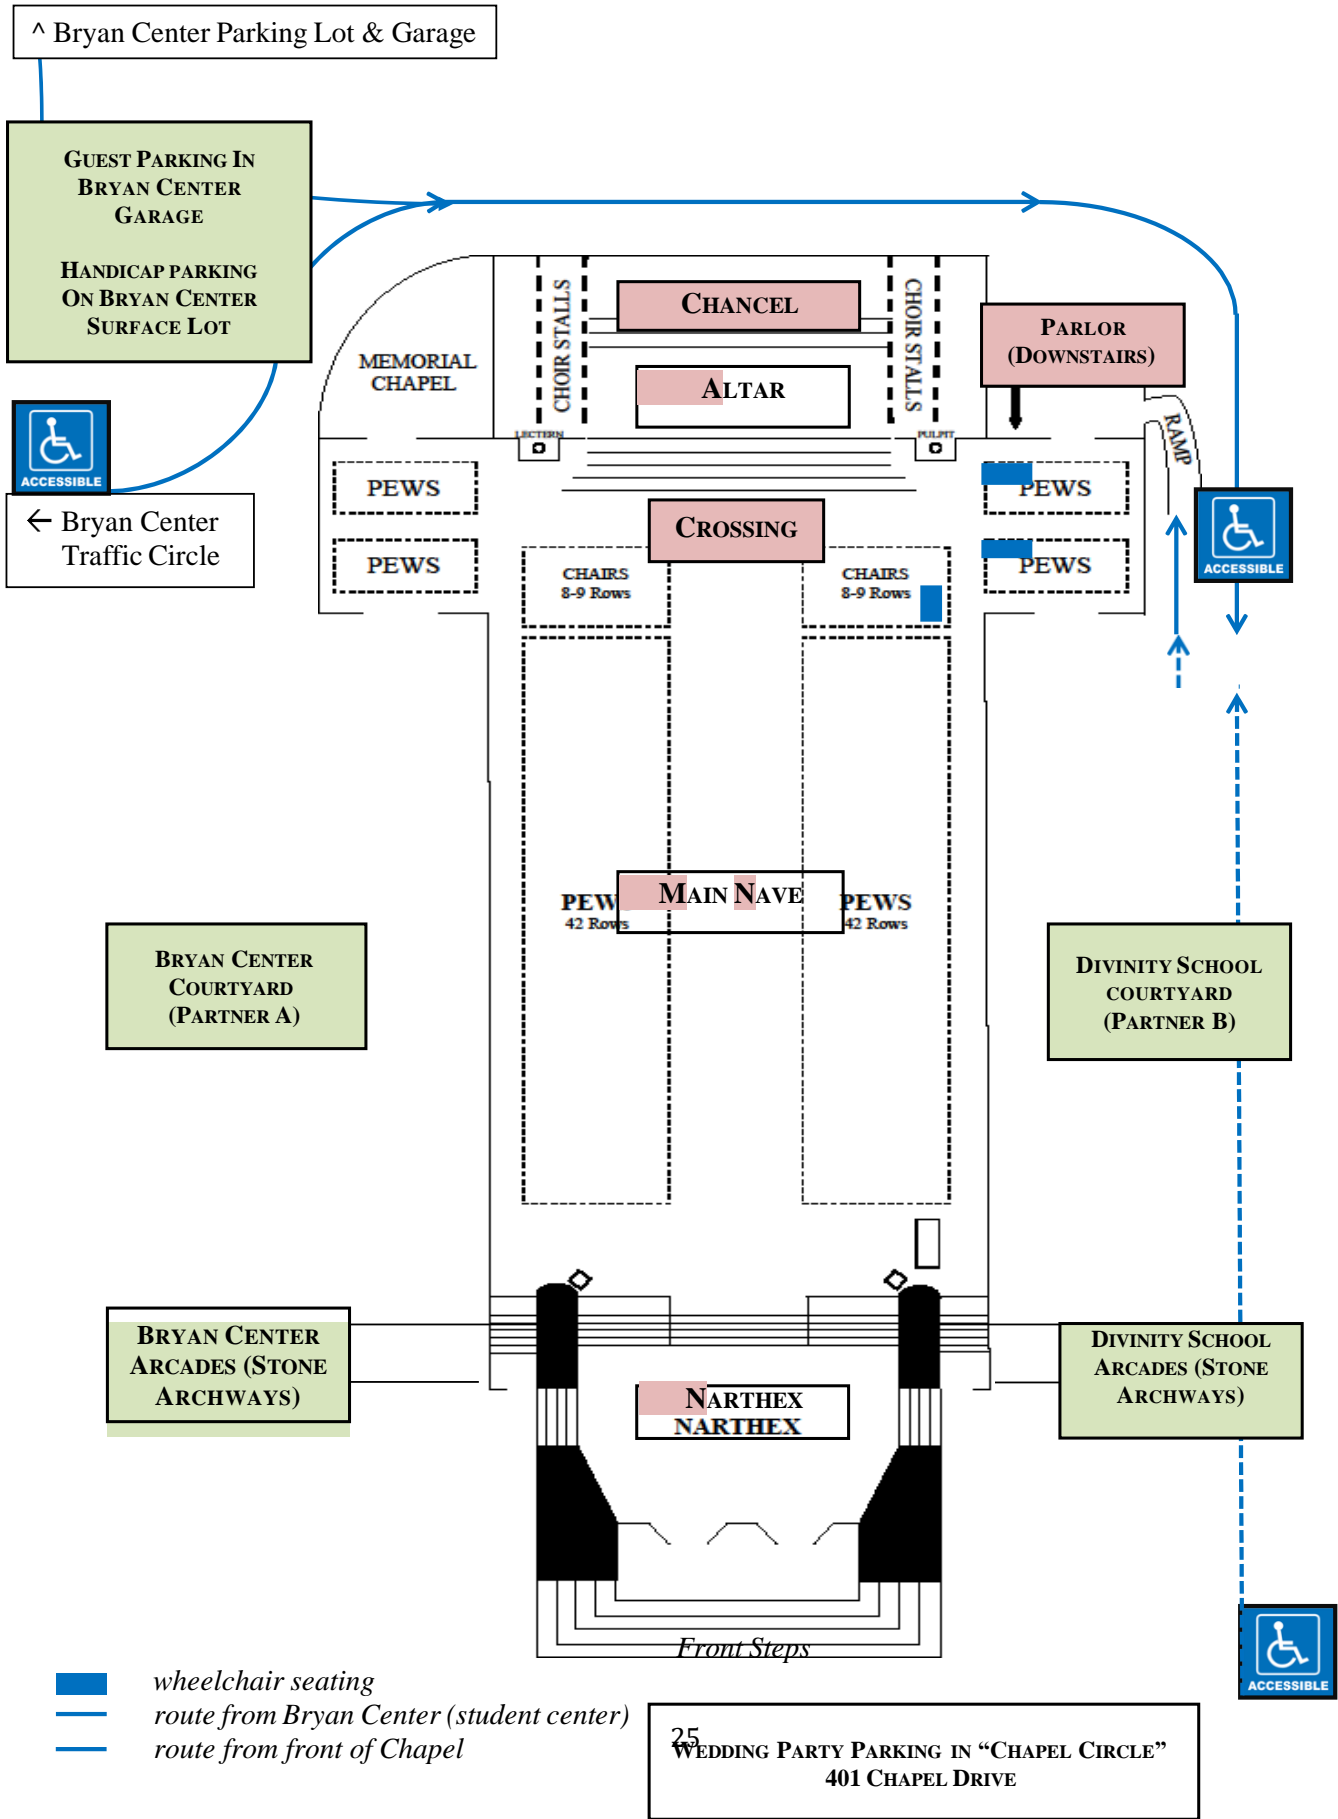 ^ Bryan Center Parking Lot & Garage
GUEST PARKING IN
BRYAN CENTER
GARAGE
HANDICAP PARKING
ON BRYAN CENTER
SURFACE LOT
CHOIR STALLS
CHANCEL
CHOIR STALLS
PARLOR
(DOWNSTAIRS)
MEMORIAL
CHAPEL
ALTAR
RAMP
ACCESSIBLE
LECTERN
PULPIT
PEWS
PEWS
← Bryan Center
Traffic Circle
CROSSING
ACCESSIBLE
PEWS
CHAIRS
8-9 Rows
CHAIRS
8-9 Rows
PEWS
PEWS
42 Rows
MAIN NAVE
PEWS
42 Rows
BRYAN CENTER
COURTYARD
(PARTNER A)
DIVINITY SCHOOL
COURTYARD
(PARTNER B)
BRYAN CENTER
ARCADES (STONE
ARCHWAYS)
DIVINITY SCHOOL
ARCADES (STONE
ARCHWAYS)
NARTHEX
NARTHEX
Front Steps
ACCESSIBLE
wheelchair seating
route from Bryan Center (student center)
route from front of Chapel
25
WEDDING PARTY PARKING IN “CHAPEL CIRCLE”
401 CHAPEL DRIVE